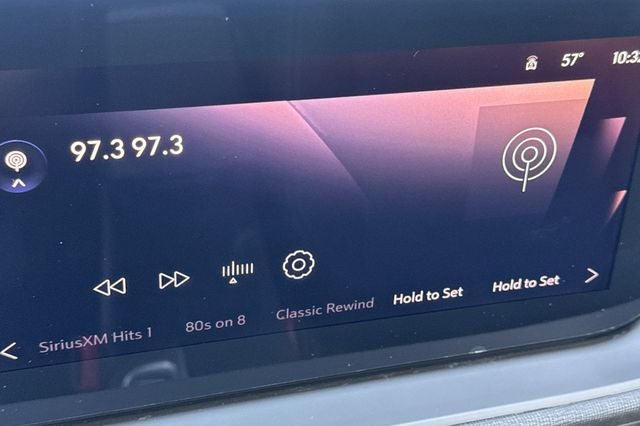 57° 10:32
97.3 97.3
SiriusXM Hits 1 80s on 8 Classic Rewind Hold to Set Hold to Set